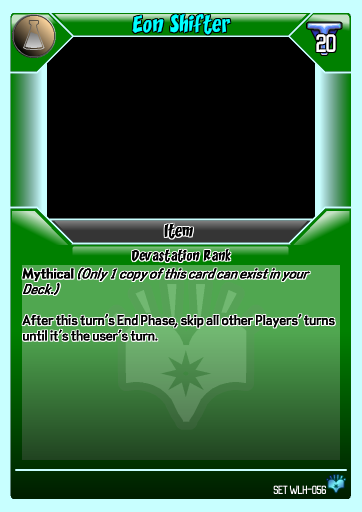 Eon Shifter
20
Item
Devastation Rank
Mythical (Only 1 copy of this card can exist in your
Deck.)
After this turn's End Phase, skip all other Players' turns
until it's the user's turn.
SET WLH-056